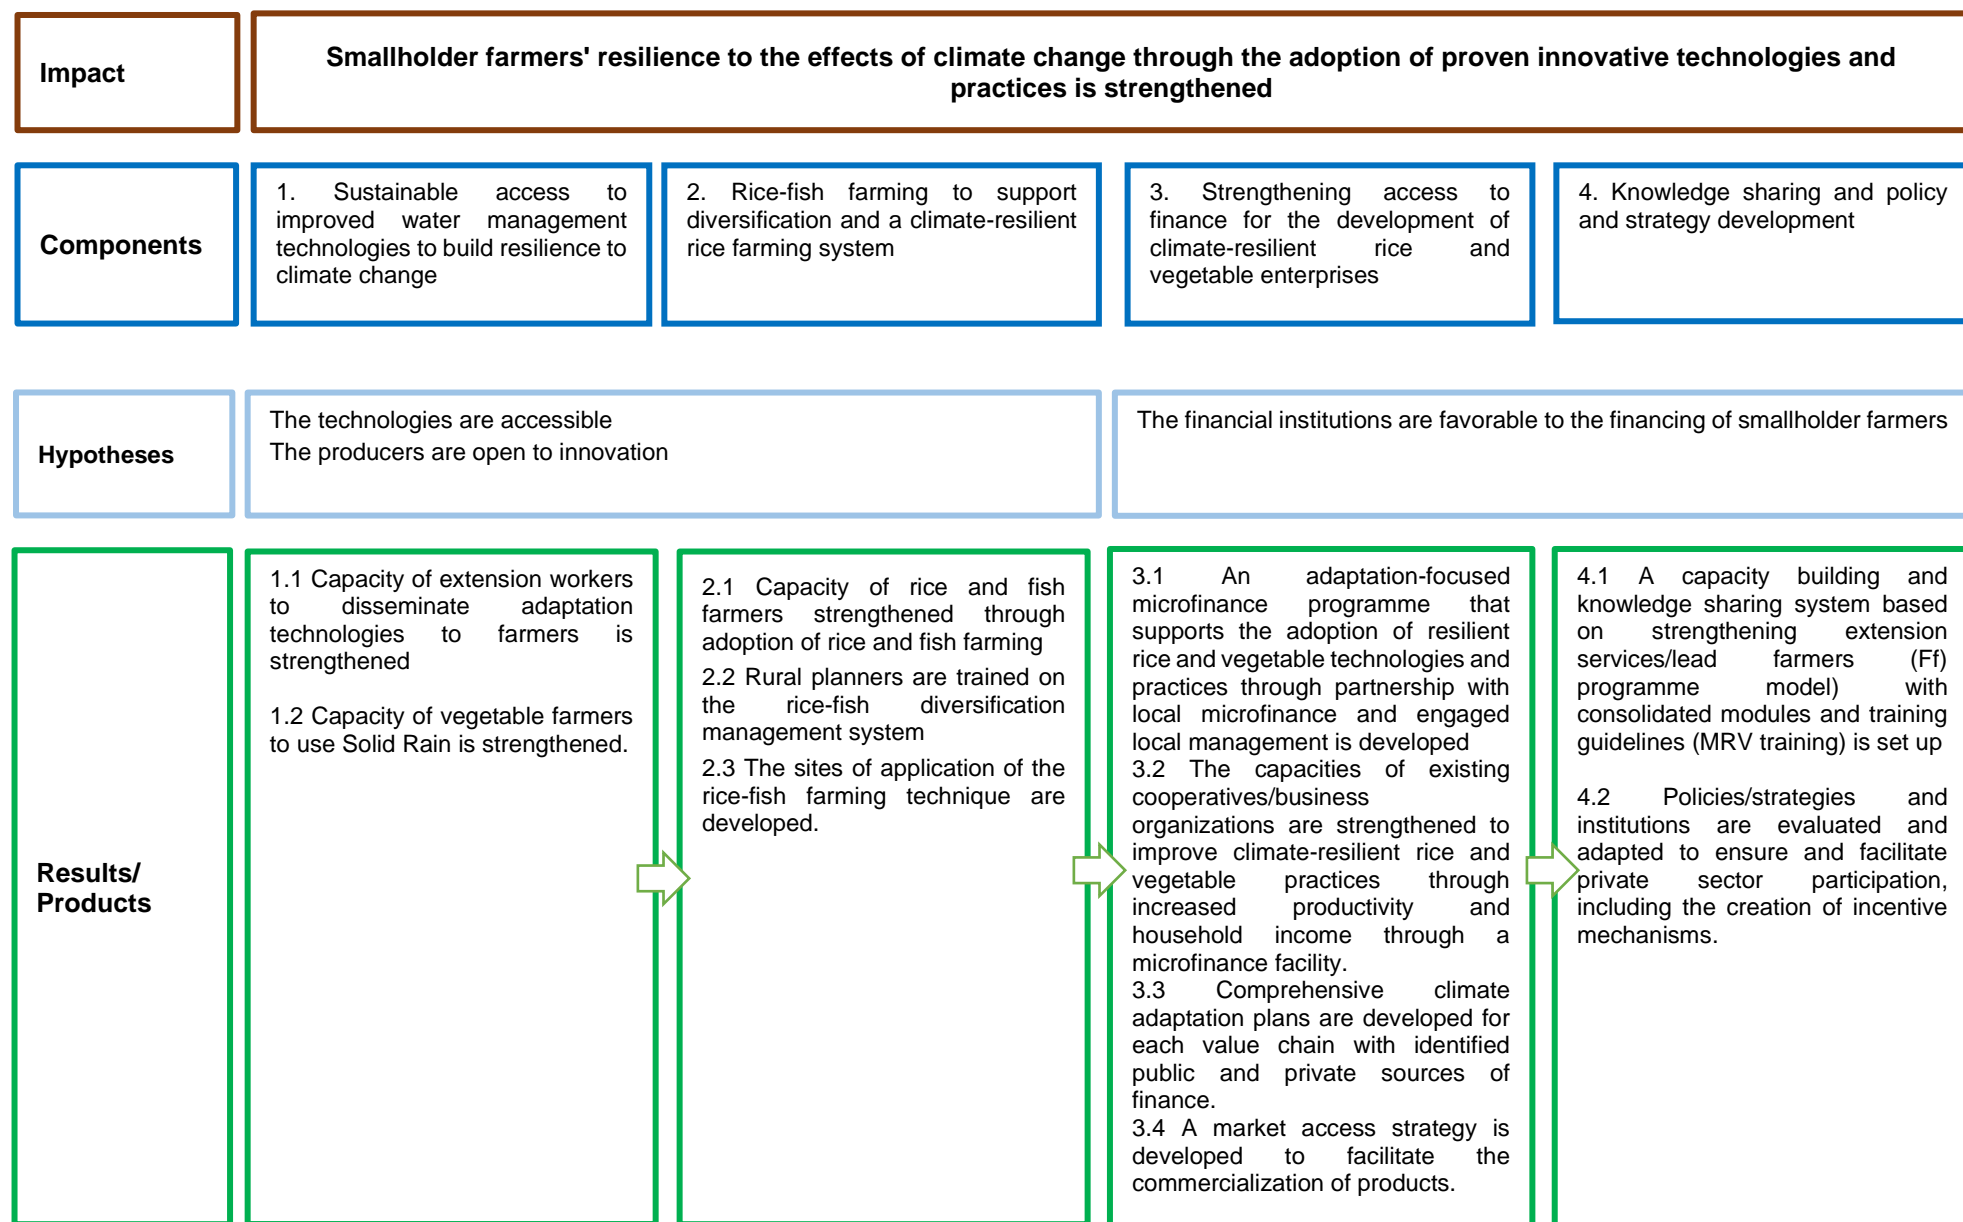 Impact
Smallholder farmers' resilience to the effects of climate change through the adoption of proven innovative technologies and
practices is strengthened
Components
1. Sustainable access to
improved water management
technologies to build resilience to
climate change
2. Rice-fish farming to support
diversification and a climate-resilient
rice farming system
3. Strengthening access to
finance for the development of
climate-resilient rice and
vegetable enterprises
4. Knowledge sharing and policy
and strategy development
Hypotheses
The technologies are accessible
The producers are open to innovation
The financial institutions are favorable to the financing of smallholder farmers
Results/
Products
1.1 Capacity of extension workers
to disseminate adaptation
technologies to farmers is
strengthened
1.2 Capacity of vegetable farmers
to use Solid Rain is strengthened.
2.1 Capacity of rice and fish
farmers strengthened through
adoption of rice and fish farming
2.2 Rural planners are trained on
the rice-fish diversification
management system
2.3 The sites of application of the
rice-fish farming technique are
developed.
3.1 An adaptation-focused
microfinance programme that
supports the adoption of resilient
rice and vegetable technologies and
practices through partnership with
local microfinance and engaged
local management is developed
3.2 The capacities of existing
cooperatives/business
organizations are strengthened to
improve climate-resilient rice and
vegetable practices through
increased productivity and
household income through a
microfinance facility.
3.3 Comprehensive climate
adaptation plans are developed for
each value chain with identified
public and private sources of
finance.
3.4 A market access strategy is
developed to facilitate the
commercialization of products.
4.1 A capacity building and
knowledge sharing system based
on strengthening extension
services/lead farmers (Ff)
programme model) with
consolidated modules and training
guidelines (MRV training) is set up
4.2 Policies/strategies and
institutions are evaluated and
adapted to ensure and facilitate
private sector participation,
including the creation of incentive
mechanisms.